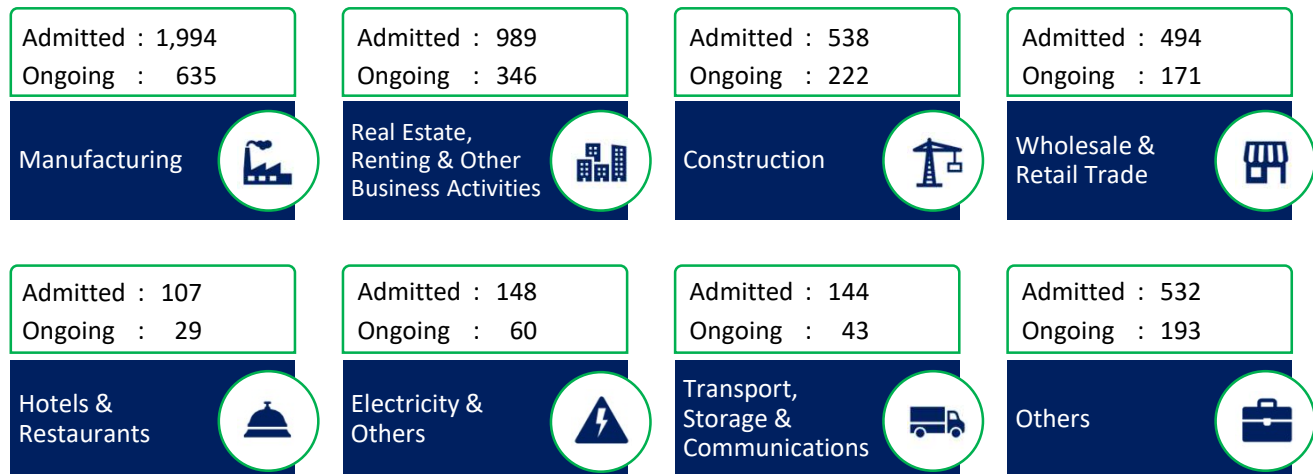 Admitted : 1,994
Ongoing : 635
Manufacturing
Admitted : 989
Ongoing : 346
Real Estate,
Renting & Other
Business Activities
Admitted : 538
Ongoing : 222
Construction
Admitted : 494
Ongoing : 171
Wholesale &
Retail Trade
Admitted : 107
Ongoing : 29
Hotels &
Restaurants
Admitted : 148
Ongoing : 60
Electricity &
Others
Admitted : 144
Ongoing : 43
Transport,
Storage &
Communications
Admitted : 532
Ongoing : 193
Others